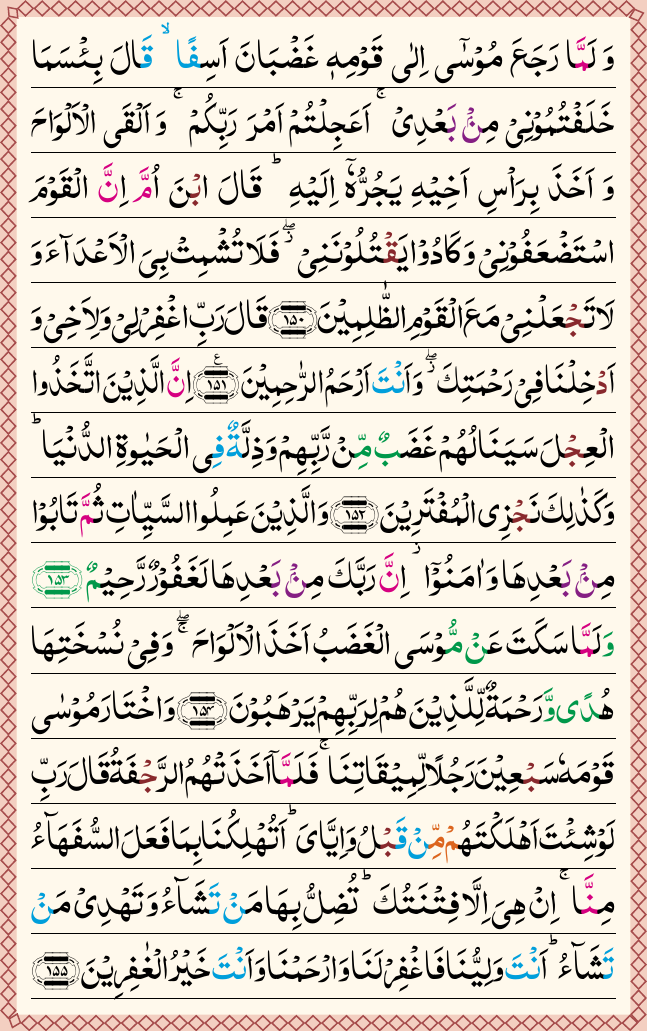 وَ لَمَّا رَجَعَ مُوْسٰۤى اِلٰى قَوْمِهٖ غَضْبَانَ اَسِفًا ۙ قَالَ بِئْسَمَا
خَلَفْتُمُوْنِیْ مِنْۢ بَعْدِیْ ۚ اَعَجِلْتُمْ اَمْرَ رَبِّكُمْ ۚ وَ اَلْقَى الْاَلْوَاحَ
وَ اَخَذَ بِرَاْسِ اَخِیْهِ یَجُرُّهٗۤ اِلَیْهِ ؕ قَالَ ابْنَ اُمَّ اِنَّ الْقَوْمَ
اسْتَضْعَفُوْنِیْ وَ كَادُوْا یَقْتُلُوْنَنِیْ ۖؗ فَلَا تُشْمِتْ بِیَ الْاَعْدَآءَ وَ
لَا تَجْعَلْنِیْ مَعَ الْقَوْمِ الظّٰلِمِیْنَ ۝۱۵۰ قَالَ رَبِّ اغْفِرْ لِیْ وَ لِاَخِیْ وَ
اَدْخِلْنَا فِیْ رَحْمَتِكَ ۖؗ وَ اَنْتَ اَرْحَمُ الرّٰحِمِیْنَ ۝۱۵۱ع اِنَّ الَّذِیْنَ اتَّخَذُوا
الْعِجْلَ سَیَنَالُهُمْ غَضَبٌ مِّنْ رَّبِّهِمْ وَ ذِلَّةٌ فِی الْحَیٰوةِ الدُّنْیَا ؕ
وَ كَذٰلِكَ نَجْزِی الْمُفْتَرِیْنَ ۝۱۵۲ وَ الَّذِیْنَ عَمِلُوا السَّیِّاٰتِ ثُمَّ تَابُوْا
مِنْۢ بَعْدِهَا وَ اٰمَنُوْۤا ؗ اِنَّ رَبَّكَ مِنْۢ بَعْدِهَا لَغَفُوْرٌ رَّحِیْمٌ ۝۱۵۳
وَ لَمَّا سَكَتَ عَنْ مُّوْسَى الْغَضَبُ اَخَذَ الْاَلْوَاحَ ۖۚ وَ فِیْ نُسْخَتِهَا
هُدًى وَّ رَحْمَةٌ لِّلَّذِیْنَ هُمْ لِرَبِّهِمْ یَرْهَبُوْنَ ۝۱۵۴ وَ اخْتَارَ مُوْسٰى
قَوْمَهٗ سَبْعِیْنَ رَجُلًا لِّمِیْقَاتِنَا ۚ فَلَمَّاۤ اَخَذَتْهُمُ الرَّجْفَةُ قَالَ رَبِّ
لَوْ شِئْتَ اَهْلَكْتَهُمْ مِّنْ قَبْلُ وَ اِیَّایَ ؕ اَتُهْلِكُنَا بِمَا فَعَلَ السُّفَهَآءُ
مِنَّا ۚ اِنْ هِیَ اِلَّا فِتْنَتُكَ ؕ تُضِلُّ بِهَا مَنْ تَشَآءُ وَ تَهْدِیْ مَنْ
تَشَآءُ ؕ اَنْتَ وَلِیُّنَا فَاغْفِرْ لَنَا وَ ارْحَمْنَا وَ اَنْتَ خَیْرُ الْغٰفِرِیْنَ ۝۱۵۵